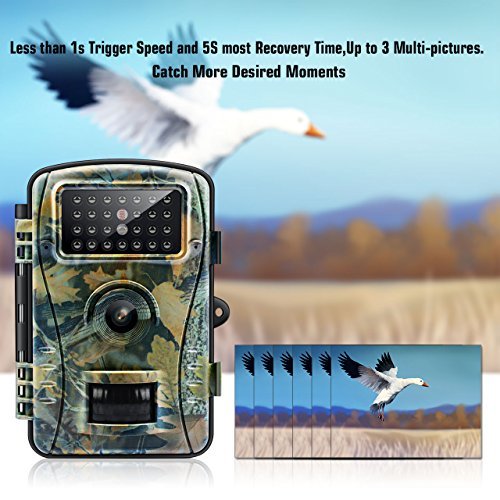 Less than 1s Trigger Speed and 5S most Recovery Time,Up to 3 Multi-pictures.
Catch More Desired Moments